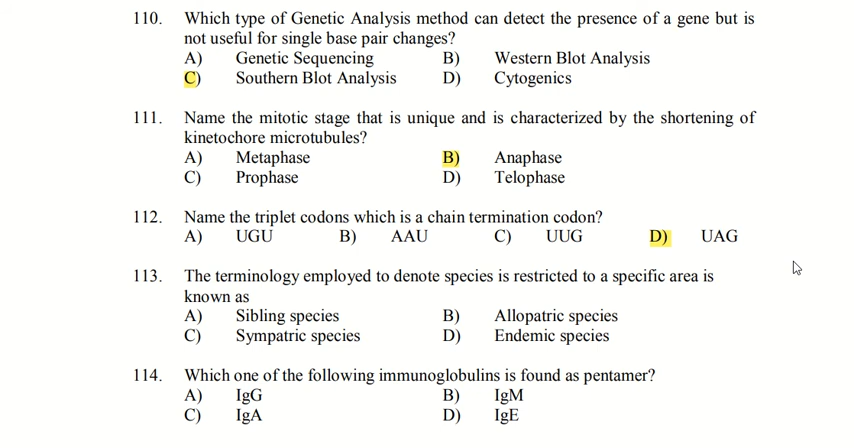 110. Which type of Genetic Analysis method can detect the presence of a gene but is
not useful for single base pair changes?
A) Genetic Sequencing B) Western Blot Analysis
C) Southern Blot Analysis D) Cytogenics
111. Name the mitotic stage that is unique and is characterized by the shortening of
kinetochore microtubules?
A) Metaphase B) Anaphase
C) Prophase D) Telophase
112. Name the triplet codons which is a chain termination codon?
A) UGU B) AAU C) UUG D) UAG
113. The terminology employed to denote species is restricted to a specific area is
known as
A) Sibling species B) Allopatric species
C) Sympatric species D) Endemic species
114. Which one of the following immunoglobulins is found as pentamer?
A) IgG B) IgM
C) IgA D) IgE